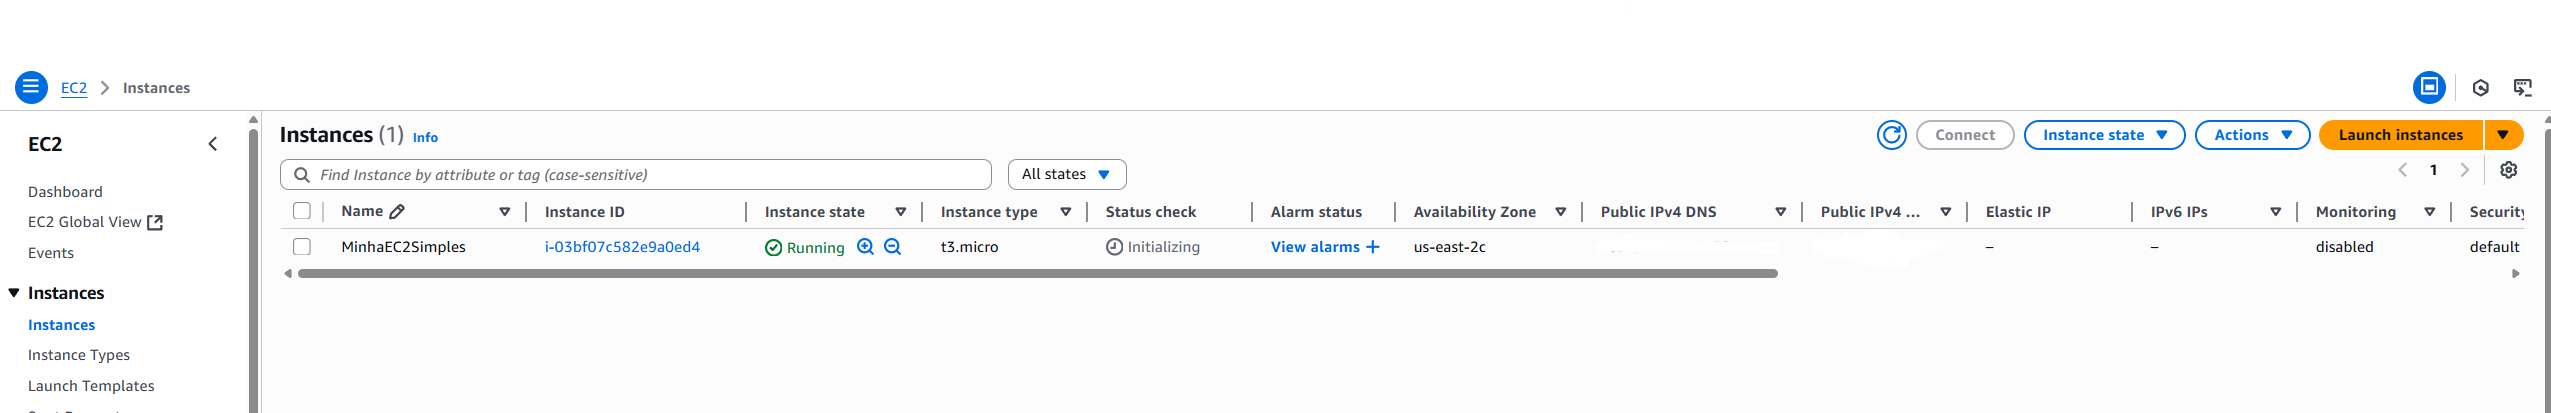 EC2 > Instances
EC2
Dashboard
EC2 Global View
Events
Instances
Instances
Instance Types
Launch Templates
Instances (1) Info
Connect
Instance state
Actions
Launch instances
Find Instance by attribute or tag (case-sensitive)
All states
1
Name Instance ID Instance state Instance type Status check Alarm status Availability Zone Public IPv4 DNS Public IPv4 ... Elastic IP IPv6 IPs Monitoring Security
MinhaEC2Simples i-03bf07c582e9a0ed4 Running t3.micro Initializing View alarms + us-east-2c – – disabled default